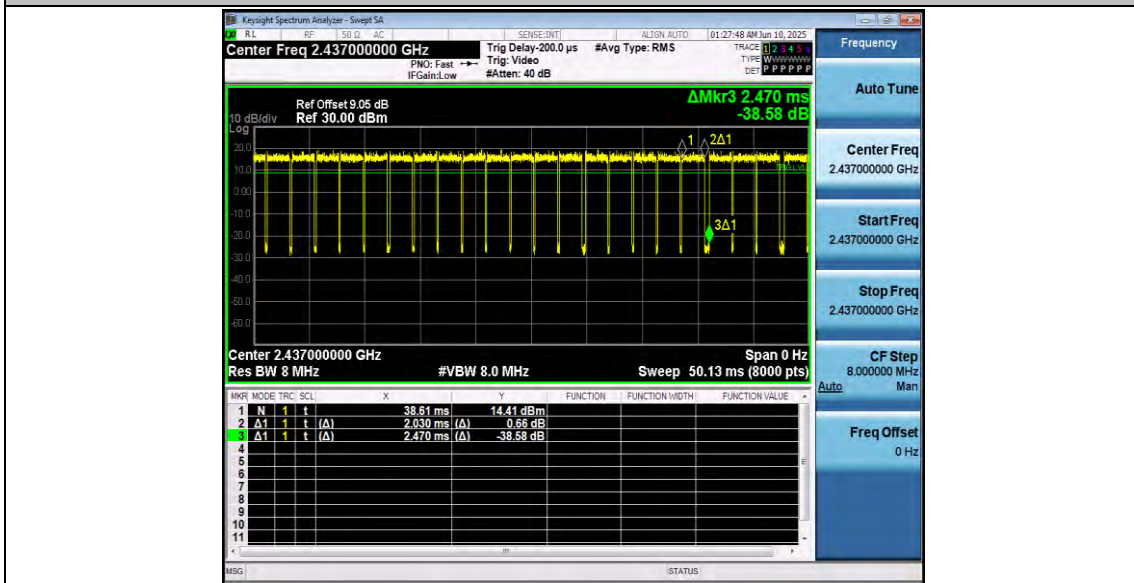 Keysight Spectrum Analyzer - Swept SA
RL RF 50 Ω AC SENSE:INT ALIGN AUTO 01:27:48 AM Jun 10, 2025
Center Freq 2.437000000 GHz
PNO: Fast
IFGain:Low
Trig Delay-200.0 µs
Trig: Video
#Atten: 40 dB
#Avg Type: RMS
TRACE 1 2 3 4 5 6
TYPE
DET P P P P P P
ΔMkr3 2.470 ms
-38.58 dB
Ref Offset 9.05 dB
10 dB/div Ref 30.00 dBm
Log
20.0
10.0
0.00
-10.0
-20.0
-30.0
-40.0
-50.0
-60.0
1 2Δ1
3Δ1
Center 2.437000000 GHz Span 0 Hz
Res BW 8 MHz #VBW 8.0 MHz Sweep 50.13 ms (8000 pts)
MKR MODE TRC SCL X Y FUNCTION FUNCTION WIDTH FUNCTION VALUE
1 N 1 t 38.61 ms 14.41 dBm
2 Δ1 1 t (Δ) 2.030 ms (Δ) 0.66 dB
3 Δ1 1 t (Δ) 2.470 ms (Δ) -38.58 dB
4
5
6
7
8
9
10
11
MSG STATUS
Frequency
Auto Tune
Center Freq
2.437000000 GHz
Start Freq
2.437000000 GHz
Stop Freq
2.437000000 GHz
CF Step
8.000000 MHz
Auto Man
Freq Offset
0 Hz